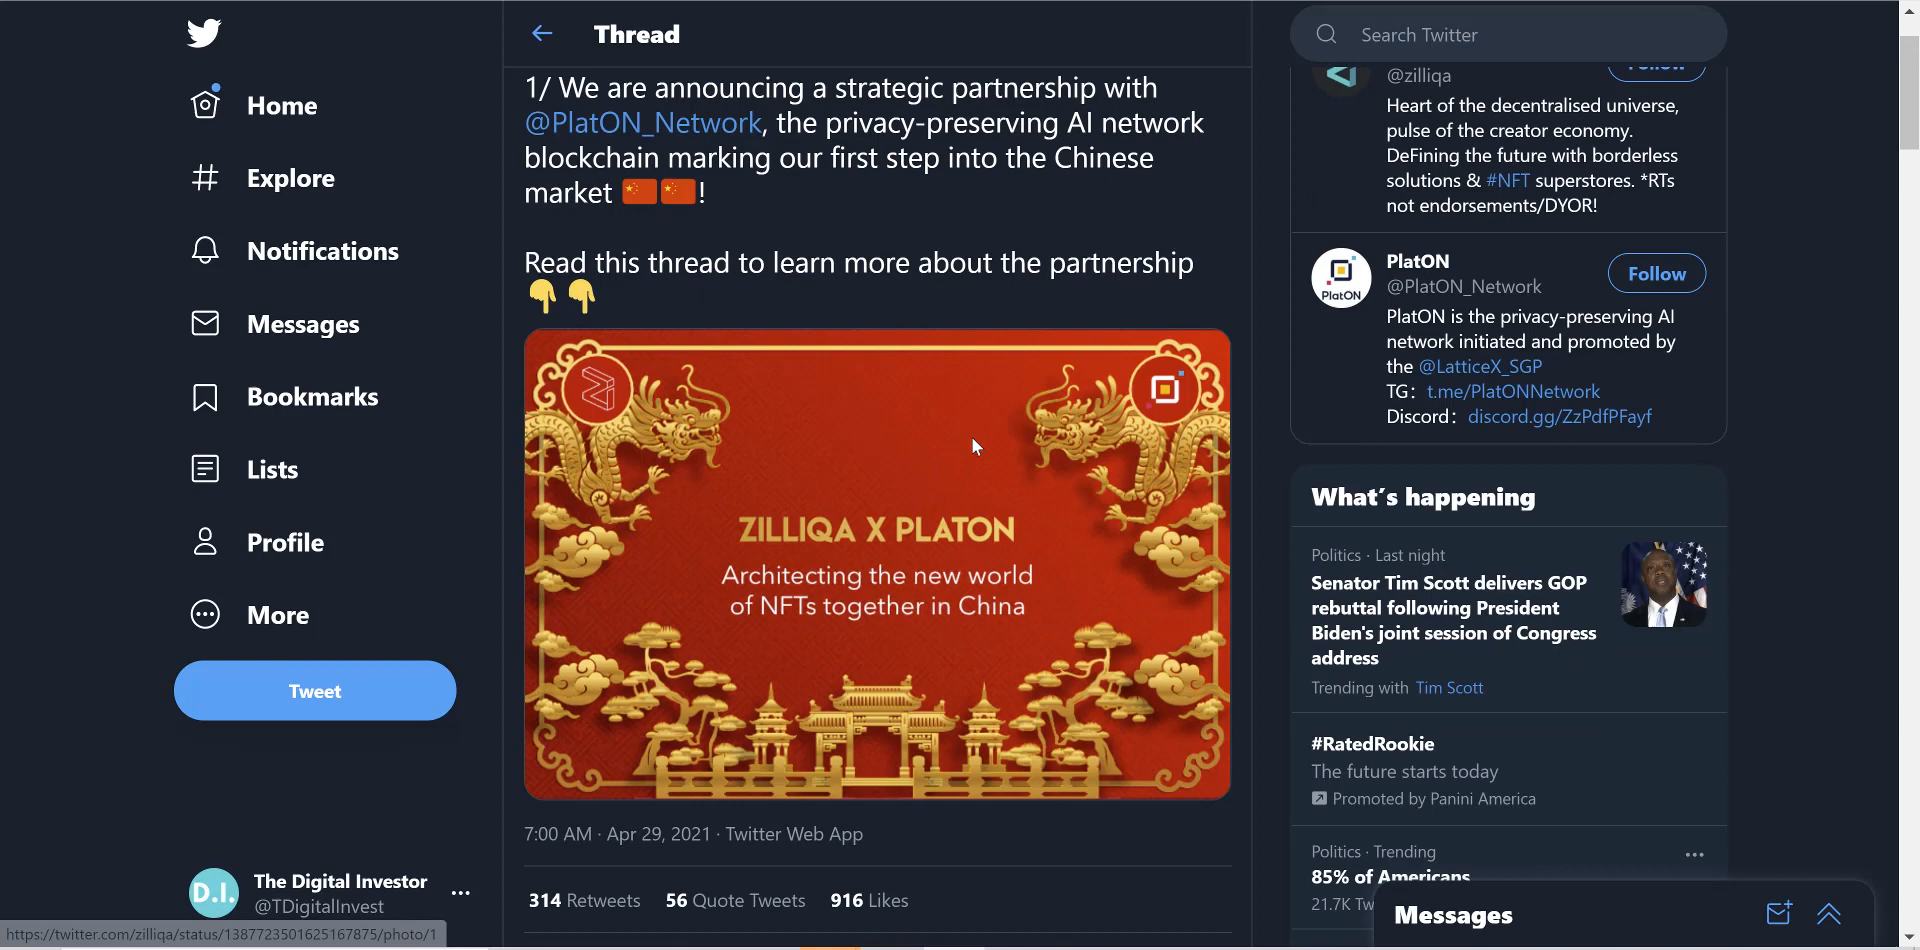 Home
Explore
Notifications
Messages
Bookmarks
Lists
Profile
More
Tweet
D.I.
The Digital Investor
@TDigitalInvest
https://twitter.com/zilliqa/status/1387723501625167875/photo/1
Thread
1/ We are announcing a strategic partnership with
@PlatON_Network, the privacy-preserving AI network
blockchain marking our first step into the Chinese
market 🇨🇳🇨🇳!
Read this thread to learn more about the partnership
👇👇
ZILLIQA X PLATON
Architecting the new world
of NFTs together in China
7:00 AM · Apr 29, 2021 · Twitter Web App
314 Retweets 56 Quote Tweets 916 Likes
Search Twitter
Follow
@zilliqa
Heart of the decentralised universe,
pulse of the creator economy.
DeFining the future with borderless
solutions & #NFT superstores. *RTs
not endorsements/DYOR!
PlatON
PlatON
@PlatON_Network
Follow
PlatON is the privacy-preserving AI
network initiated and promoted by
the @LatticeX_SGP
TG： t.me/PlatONNetwork
Discord： discord.gg/ZzPdfPFayf
What's happening
Politics · Last night
Senator Tim Scott delivers GOP
rebuttal following President
Biden's joint session of Congress
address
Trending with Tim Scott
#RatedRookie
The future starts today
Promoted by Panini America
Politics · Trending
85% of Americans
21.7K Tw
Messages